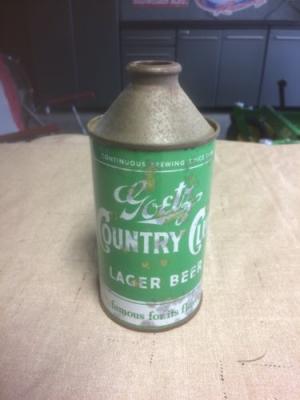 CONTINUOUS BREWING SINCE
Goetz
COUNTRY CL
LAGER BEER
famous for its